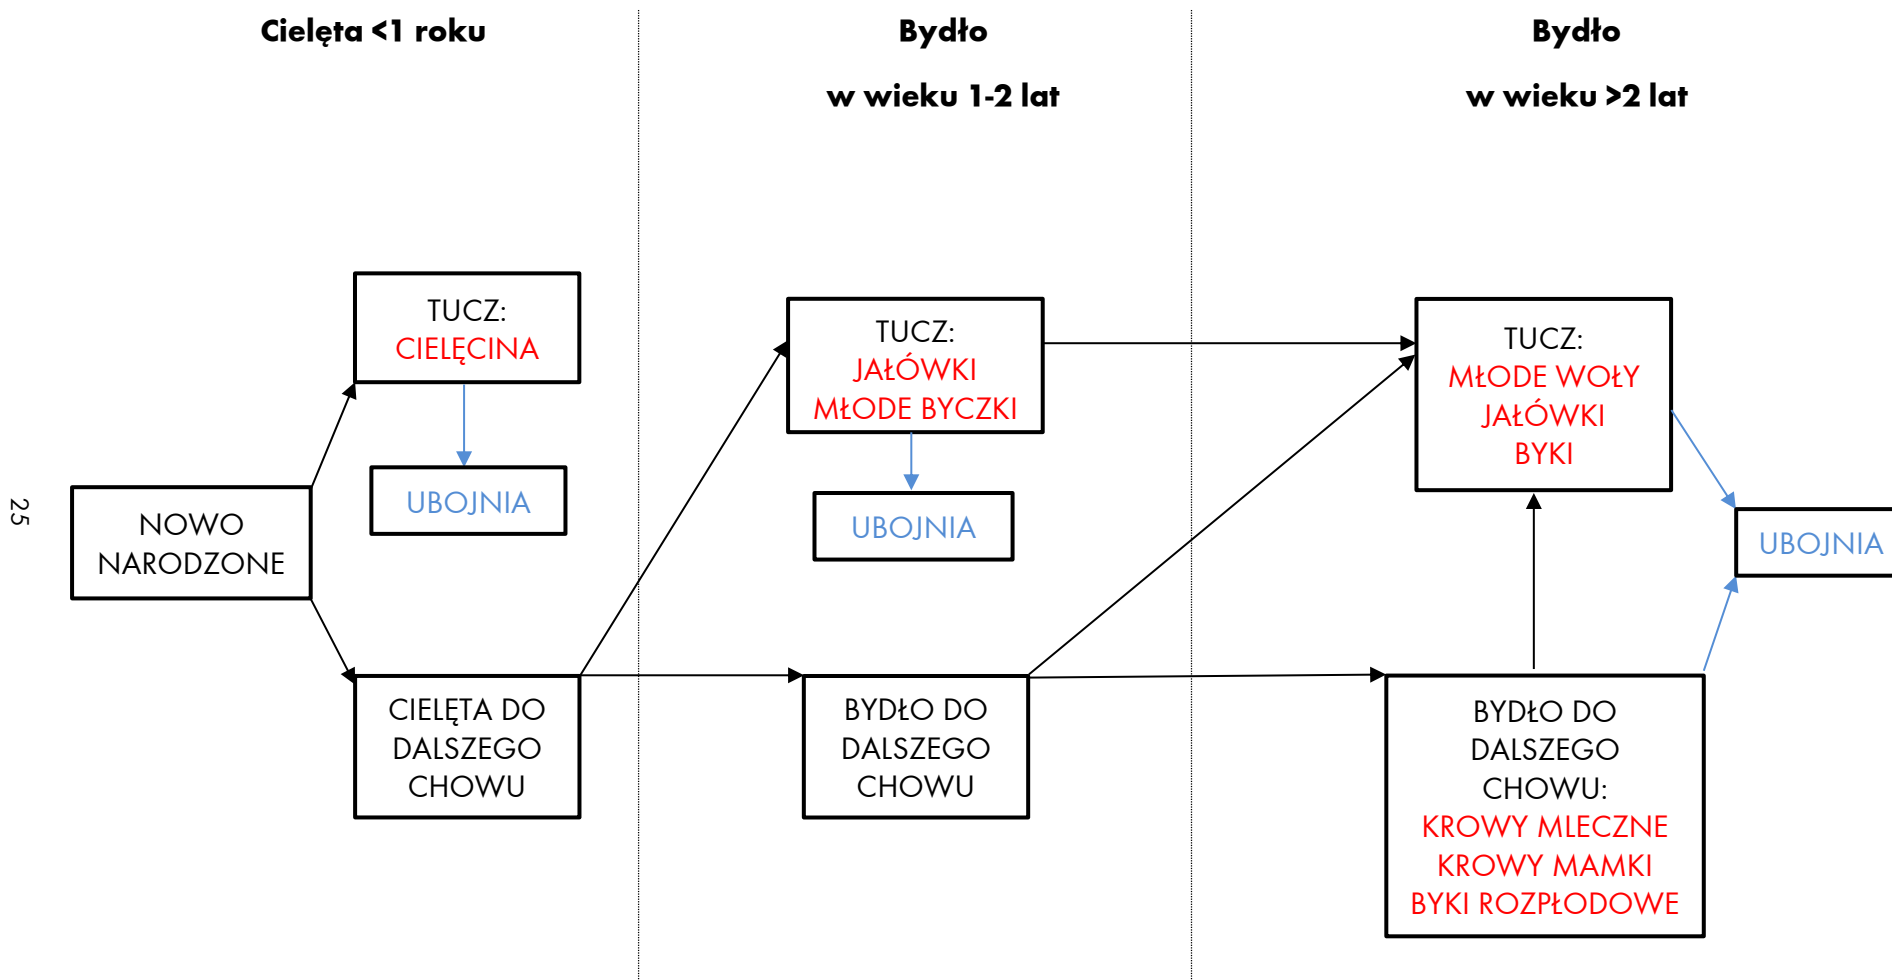 Cielęta <1 roku
Bydło
w wieku 1-2 lat
Bydło
w wieku >2 lat
TUCZ:
CIELĘCINA
UBOJNIA
NOWO
NARODZONE
CIELĘTA DO
DALSZEGO
CHOWU
TUCZ:
JAŁÓWKI
MŁODE BYCZKI
UBOJNIA
BYDŁO DO
DALSZEGO
CHOWU
TUCZ:
MŁODE WOŁY
JAŁÓWKI
BYKI
UBOJNIA
BYDŁO DO
DALSZEGO
CHOWU:
KROWY MLECZNE
KROWY MAMKI
BYKI ROZPŁODOWE
25